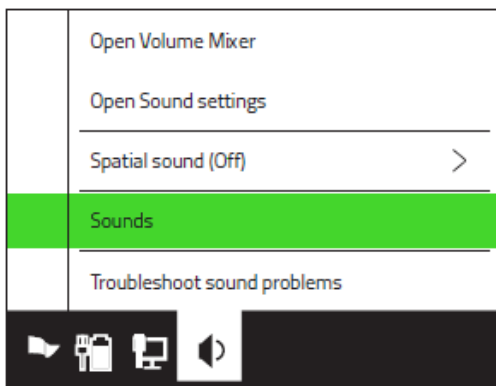 Open Volume Mixer
Open Sound settings
Spatial sound (Off)
Sounds
Troubleshoot sound problems